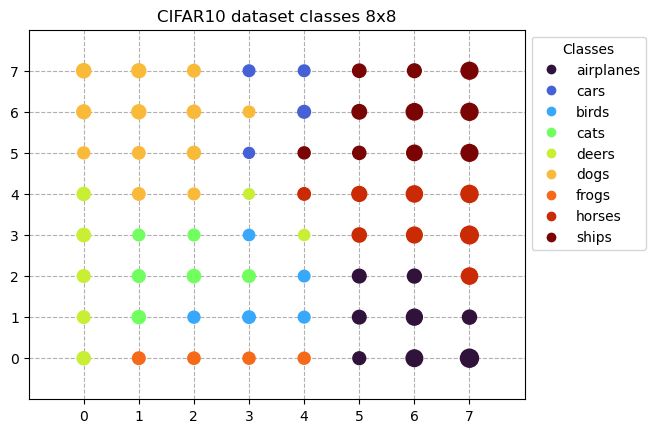 CIFAR10 dataset classes 8x8
7
6
5
4
3
2
1
0
0 1 2 3 4 5 6 7
Classes
airplanes
cars
birds
cats
deers
dogs
frogs
horses
ships